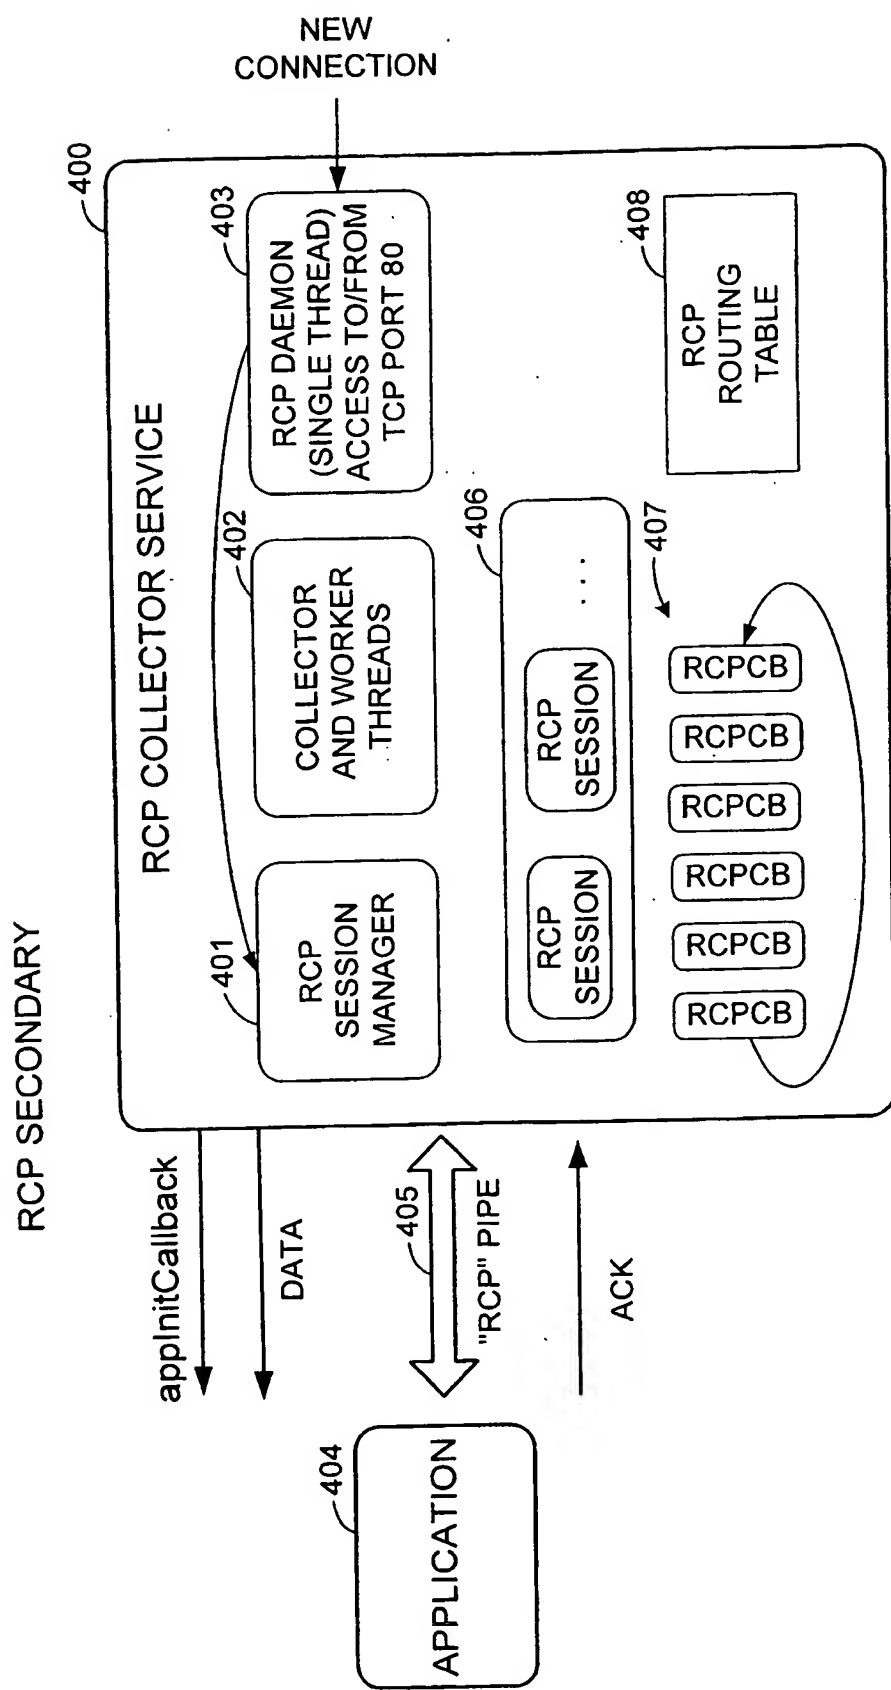 RCP SECONDARY
appInitCallback
DATA
404
APPLICATION
405
"RCP" PIPE
ACK
400
RCP COLLECTOR SERVICE
401
RCP
SESSION
MANAGER
402
COLLECTOR
AND WORKER
THREADS
403
RCP DAEMON
(SINGLE THREAD)
ACCESS TO/FROM
TCP PORT 80
NEW
CONNECTION
406
RCP
SESSION
RCP
SESSION
. . .
407
RCPCB
RCPCB
RCPCB
RCPCB
RCPCB
RCPCB
408
RCP
ROUTING
TABLE